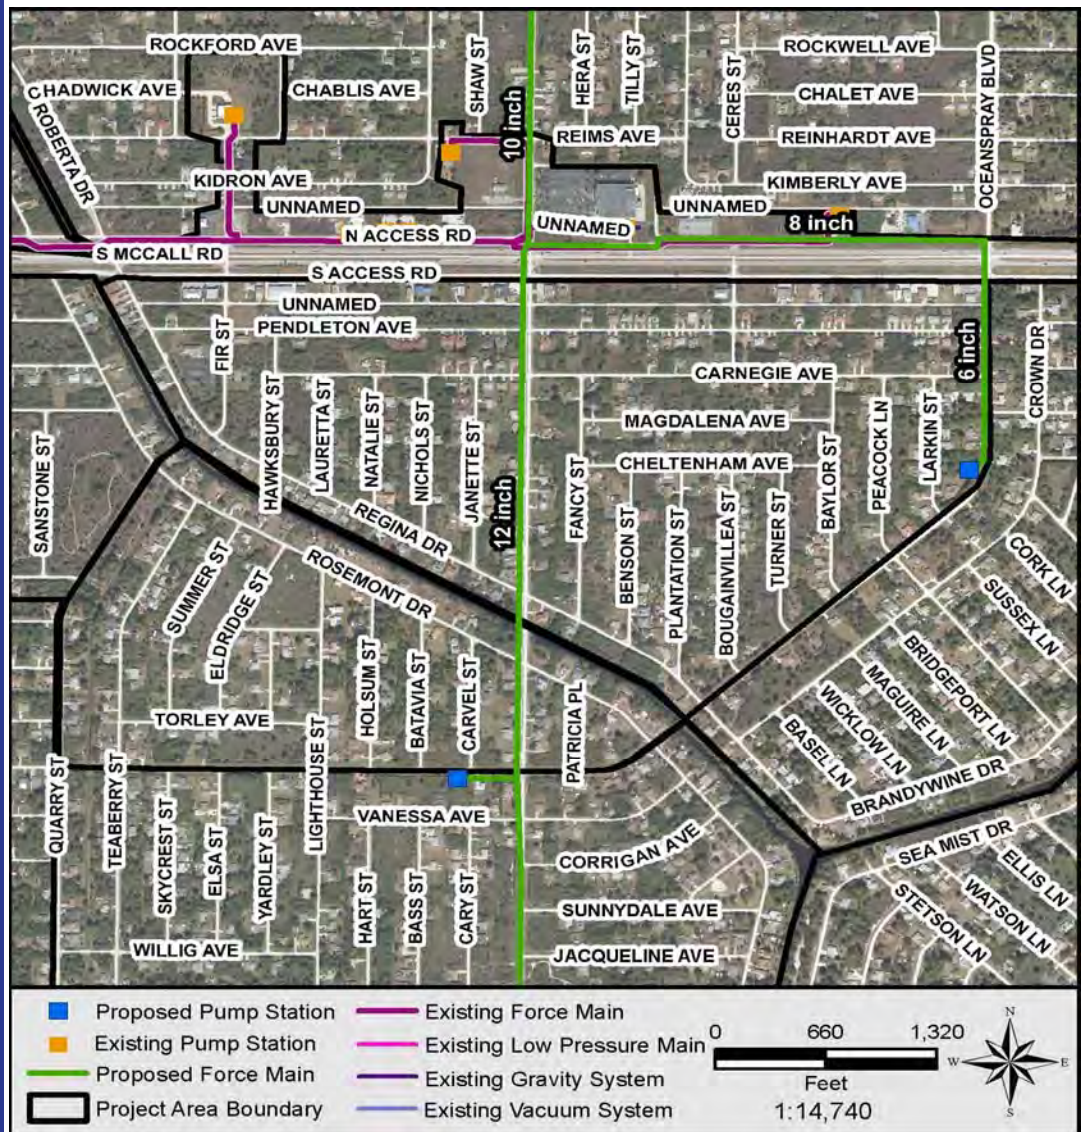 ROCKFORD AVE
SHAW ST
HERA ST
TILLY ST
ROCKWELL AVE
OCEANSPRAY BLVD
CHADWICK AVE
CHABLIS AVE
CERES ST
CHALET AVE
C ROBERTA DR
10 inch
REIMS AVE
REINHARDT AVE
KIDRON AVE
KIMBERLY AVE
UNNAMED
UNNAMED
UNNAMED
8 inch
N ACCESS RD
S MCCALL RD
S ACCESS RD
UNNAMED
PENDLETON AVE
FIR ST
6 inch
CROWN DR
CARNEGIE AVE
HAWKSBURY ST
LAURETTA ST
NATALIE ST
NICHOLS ST
JANETTE ST
MAGDALENA AVE
PEACOCK LN
LARKIN ST
SANSTONE ST
FANCY ST
CHELTENHAM AVE
BAYLOR ST
REGINA DR
12 inch
BENSON ST
PLANTATION ST
BOUGAINVILLEA ST
TURNER ST
SUMMER ST
ELDRIDGE ST
ROSEMONT DR
CORK LN
SUSSEX LN
BRIDGEPORT LN
MAGUIRE LN
WICKLOW LN
BASEL LN
HOLSUM ST
BATAVIA ST
CARVEL ST
PATRICIA PL
TORLEY AVE
LIGHTHOUSE ST
BRANDYWINE DR
QUARRY ST
TEABERRY ST
SKYCREST ST
ELSA ST
YARDLEY ST
VANESSA AVE
CORRIGAN AVE
SEA MIST DR
ELLIS LN
WATSON LN
STETSON LN
HART ST
BASS ST
CARY ST
SUNNYDALE AVE
WILLIG AVE
JACQUELINE AVE
Proposed Pump Station
Existing Pump Station
Proposed Force Main
Project Area Boundary
Existing Force Main
Existing Low Pressure Main
Existing Gravity System
Existing Vacuum System
0 660 1,320
Feet
1:14,740
N
W E
S